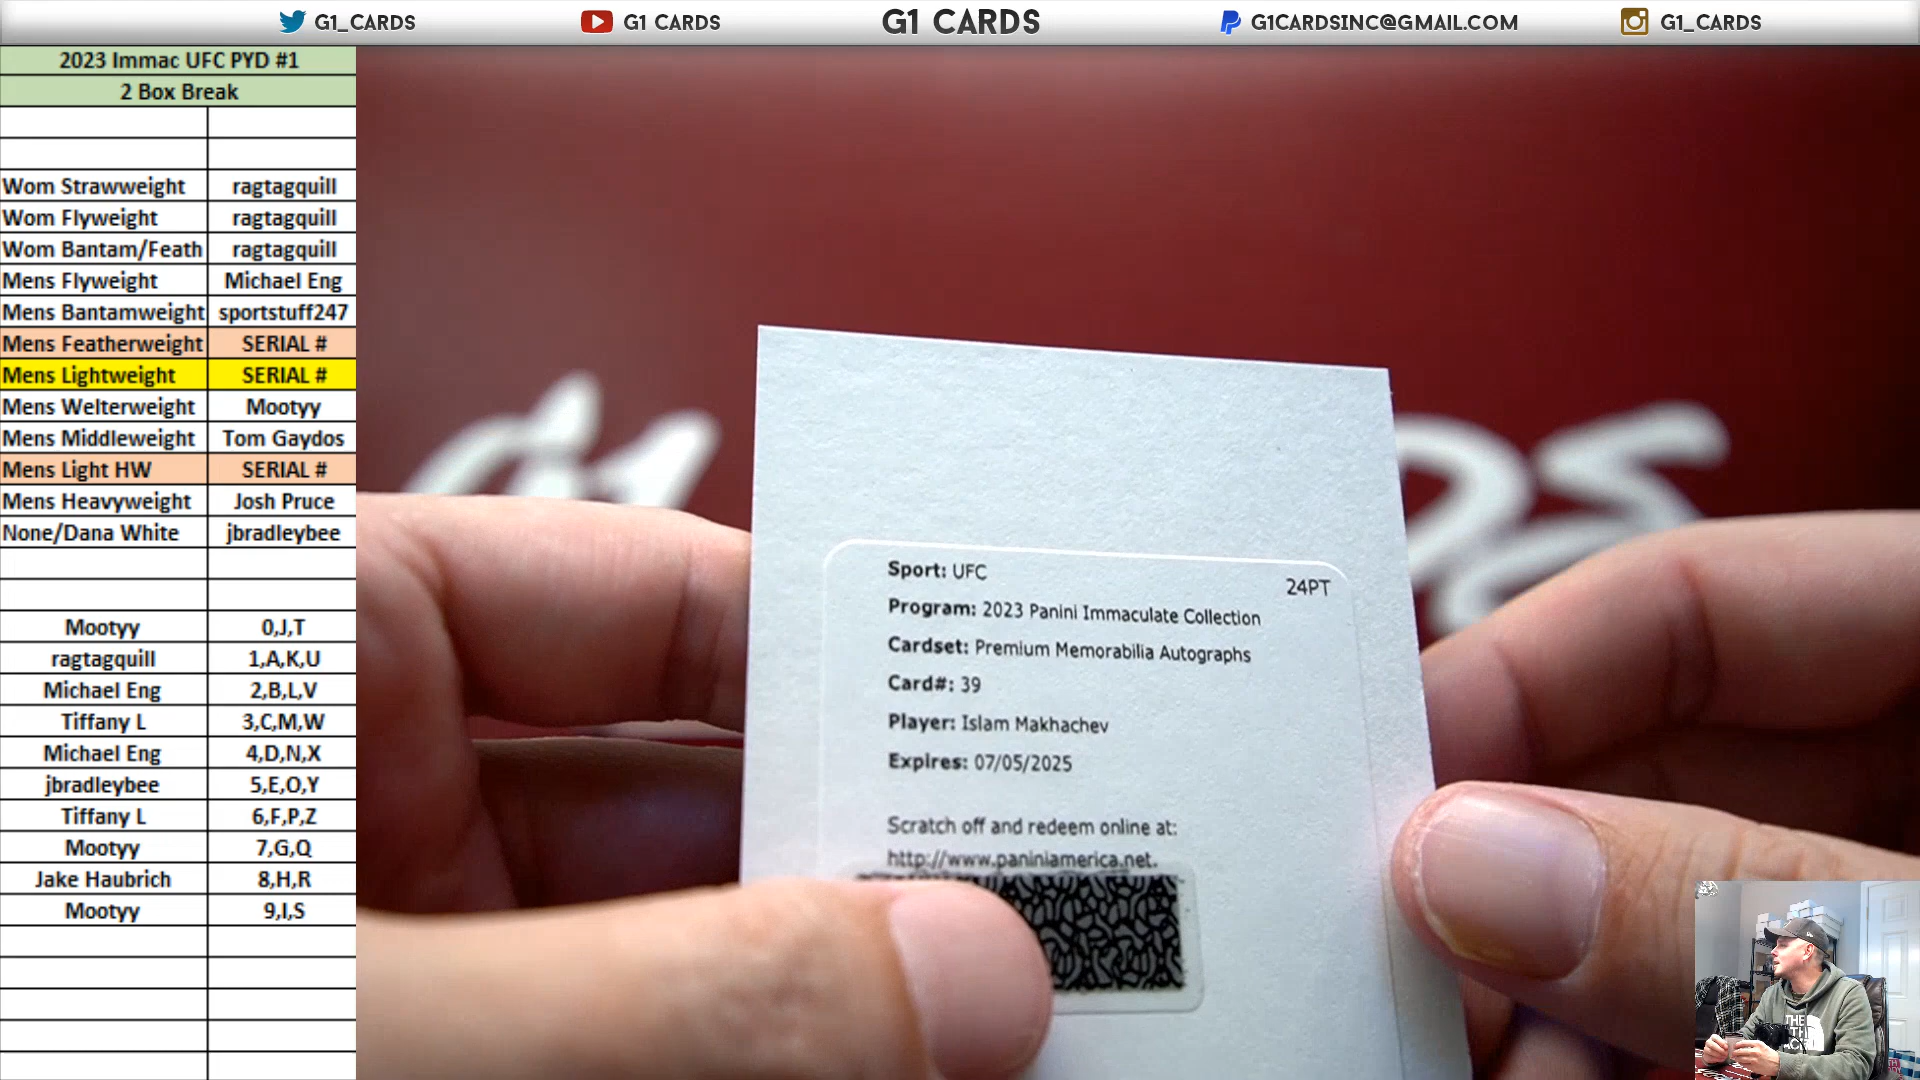 G1_CARDS
G1 CARDS
G1 CARDS
G1CARDSINC@GMAIL.COM
G1_CARDS
2023 Immac UFC PYD #1
2 Box Break
Wom Strawweight ragtagquill
Wom Flyweight ragtagquill
Wom Bantam/Feath ragtagquill
Mens Flyweight Michael Eng
Mens Bantamweight sportstuff247
Mens Featherweight SERIAL #
Mens Lightweight SERIAL #
Mens Welterweight Mootyy
Mens Middleweight Tom Gaydos
Mens Light HW SERIAL #
Mens Heavyweight Josh Pruce
None/Dana White jbradleybee
Mootyy 0,J,T
ragtagquill 1,A,K,U
Michael Eng 2,B,L,V
Tiffany L 3,C,M,W
Michael Eng 4,D,N,X
jbradleybee 5,E,O,Y
Tiffany L 6,F,P,Z
Mootyy 7,G,Q
Jake Haubrich 8,H,R
Mootyy 9,I,S
Sport: UFC
24PT
Program: 2023 Panini Immaculate Collection
Cardset: Premium Memorabilia Autographs
Card#: 39
Player: Islam Makhachev
Expires: 07/05/2025
Scratch off and redeem online at:
http://www.paniniamerica.net.